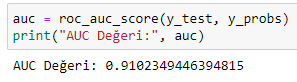 auc = roc_auc_score(y_test, y_probs)
print("AUC Değeri:", auc)
AUC Değeri: 0.9102349446394815